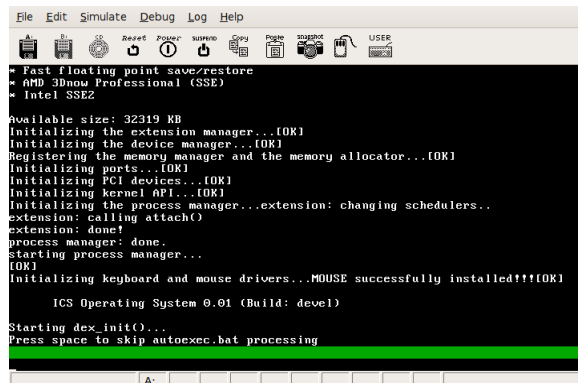 File Edit Simulate Debug Log Help
A: B: CD Reset Power SUSPEND Copy Paste snapshot USER
* Fast floating point save/restore
* AMD 3Dnow Professional (SSE)
* Intel SSE2
Available size: 32319 KB
Initializing the extension manager...[OK]
Initializing the device manager...[OK]
Registering the memory manager and the memory allocator...[OK]
Initializing ports...[OK]
Initializing PCI devices...[OK]
Initializing kernel API...[OK]
Initializing the process manager...extension: changing schedulers..
extension: calling attach()
extension: done!
process manager: done.
starting process manager...
[OK]
Initializing keyboard and mouse drivers...MOUSE successfully installed!!![OK]
ICS Operating System 0.01 (Build: devel)
Starting dex_init()...
Press space to skip autoexec.bat processing
A: